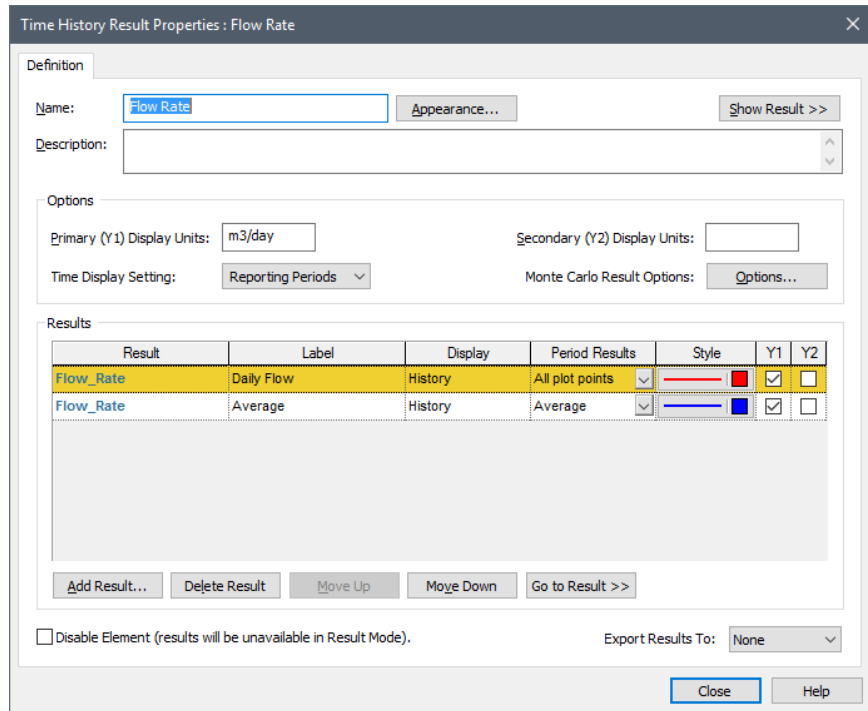 Time History Result Properties : Flow Rate
Definition
Name: Flow Rate Appearance... Show Result >>
Description:
Options
Primary (Y1) Display Units: m3/day Secondary (Y2) Display Units:
Time Display Setting: Reporting Periods Monte Carlo Result Options: Options...
Results
Result Label Display Period Results Style Y1 Y2
Flow_Rate Daily Flow History All plot points
Flow_Rate Average History Average
Add Result... Delete Result Move Up Move Down Go to Result >>
Disable Element (results will be unavailable in Result Mode). Export Results To: None
Close Help